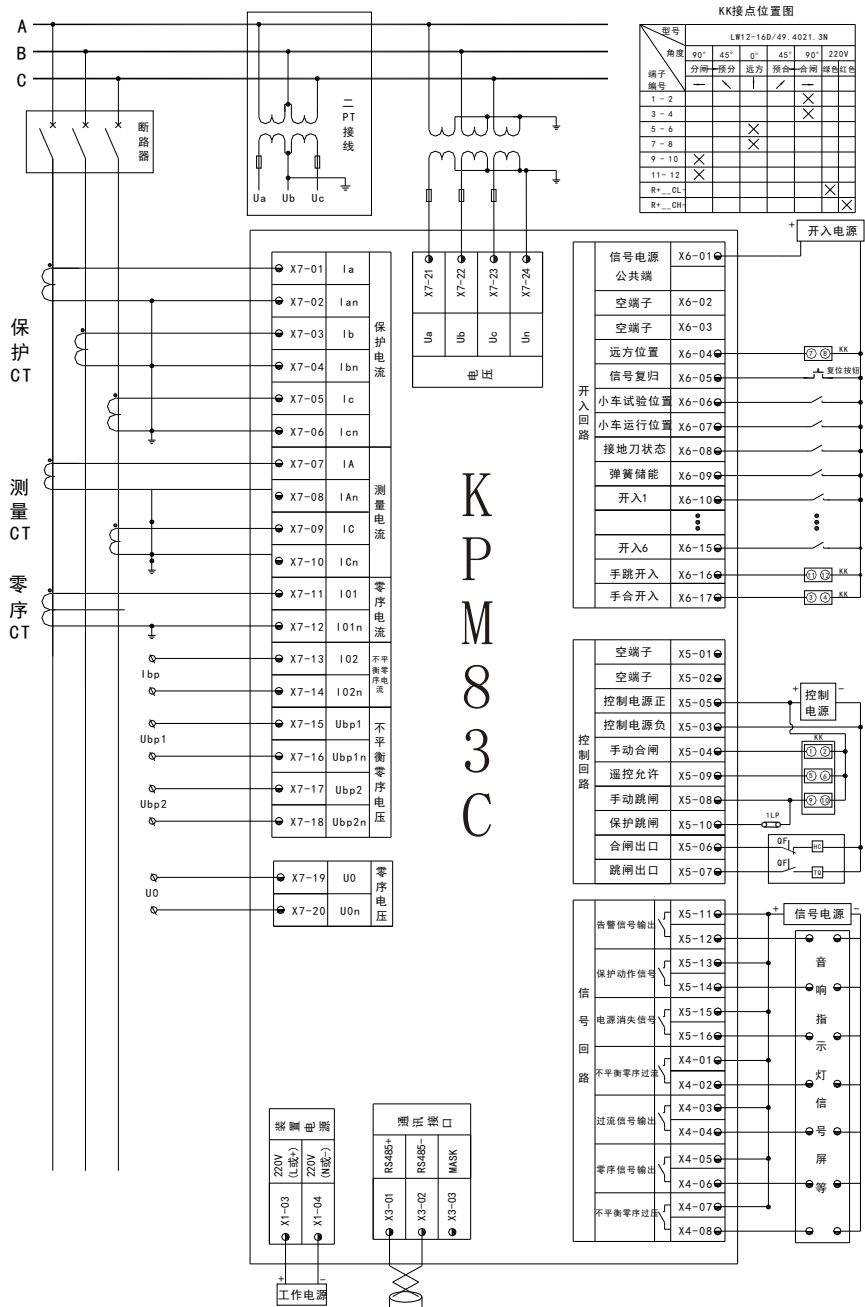 KK接点位置图
型号
角度
端子
编号
LW12-16D/49.4021.3N
90° 45° 0° 45° 90° 220V
分闸 预分 远方 预合 合闸 绿色 红色
1 - 2
3 - 4
5 - 6
7 - 8
9 - 10
11- 12
R+__CL-
R+__CH-
A
B
C
断路器
二PT接线
Ua Ub Uc
保护CT
测量CT
零序CT
X7-01 Ia
X7-02 Ian
X7-03 Ib
X7-04 Ibn
X7-05 Ic
X7-06 Icn
保护电流
X7-07 IA
X7-08 IAn
X7-09 IC
X7-10 ICn
测量电流
X7-11 I01
X7-12 I01n
零序电流
X7-13 I02
X7-14 I02n
不平衡零序电流
X7-15 Ubp1
X7-16 Ubp1n
X7-17 Ubp2
X7-18 Ubp2n
不平衡零序电压
X7-19 U0
X7-20 U0n
零序电压
Ibp
Ubp1
Ubp2
U0
X7-21 X7-22 X7-23 X7-24
Ua Ub Uc Un
电压
KPM83C
+ 开入电源
开入回路
信号电源 X6-01
公共端
空端子 X6-02
空端子 X6-03
远方位置 X6-04 ⑦ ⑧ KK
信号复归 X6-05 复位按钮
小车试验位置 X6-06
小车运行位置 X6-07
接地刀状态 X6-08
弹簧储能 X6-09
开入1 X6-10
开入6 X6-15
手跳开入 X6-16 ⑪ ⑫ KK
手合开入 X6-17 ③ ④ KK
控制回路
空端子 X5-01
空端子 X5-02
控制电源正 X5-05
控制电源负 X5-03
手动合闸 X5-04
遥控允许 X5-09
手动跳闸 X5-08
保护跳闸 X5-10
合闸出口 X5-06
跳闸出口 X5-07
+ 控制电源 -
KK
① ②
⑤ ⑥
⑨ ⑩
1LP
QF HC
QF TQ
信号回路
告警信号输出 X5-11
X5-12
保护动作信号 X5-13
X5-14
电源消失信号 X5-15
X5-16
不平衡零序过流 X4-01
X4-02
过流信号输出 X4-03
X4-04
零序信号输出 X4-05
X4-06
不平衡零序过压 X4-07
X4-08
+ 信号电源 -
音响指示灯信号屏等
装置电源
220V (L或+)
220V (N或-)
X1-03 X1-04
+ -
工作电源
通讯接口
RS485+ RS485- MASK
X3-01 X3-02 X3-03